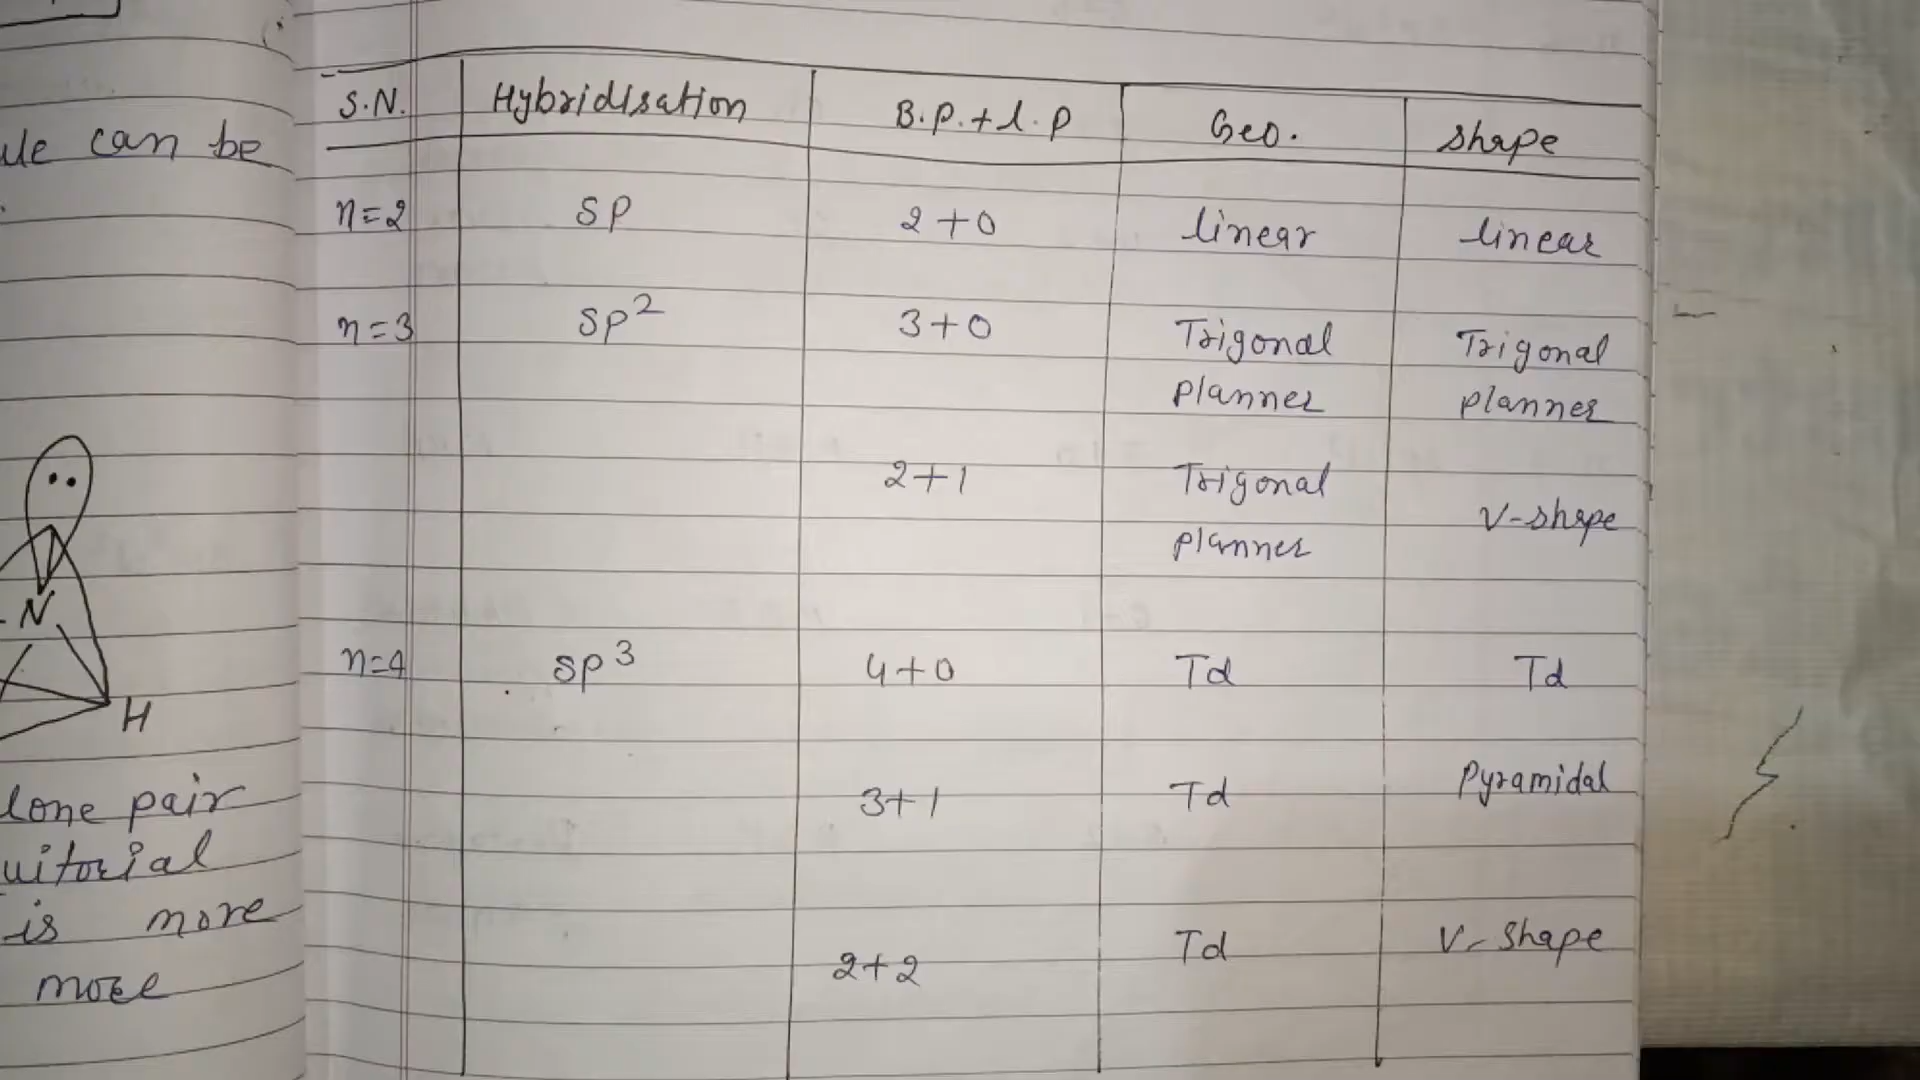 ule can be
N
H
lone pair
uitorial
is more
more
S.N. Hybridisation B.P.+l.p Geo. shape
n=2 sp 2+0 linear linear
n=3 sp² 3+0 Trigonal Trigonal
planner planner
2+1 Trigonal V-shape
planner
n=4 sp³ 4+0 Td Td
3+1 Td Pyramidal
2+2 Td V-shape